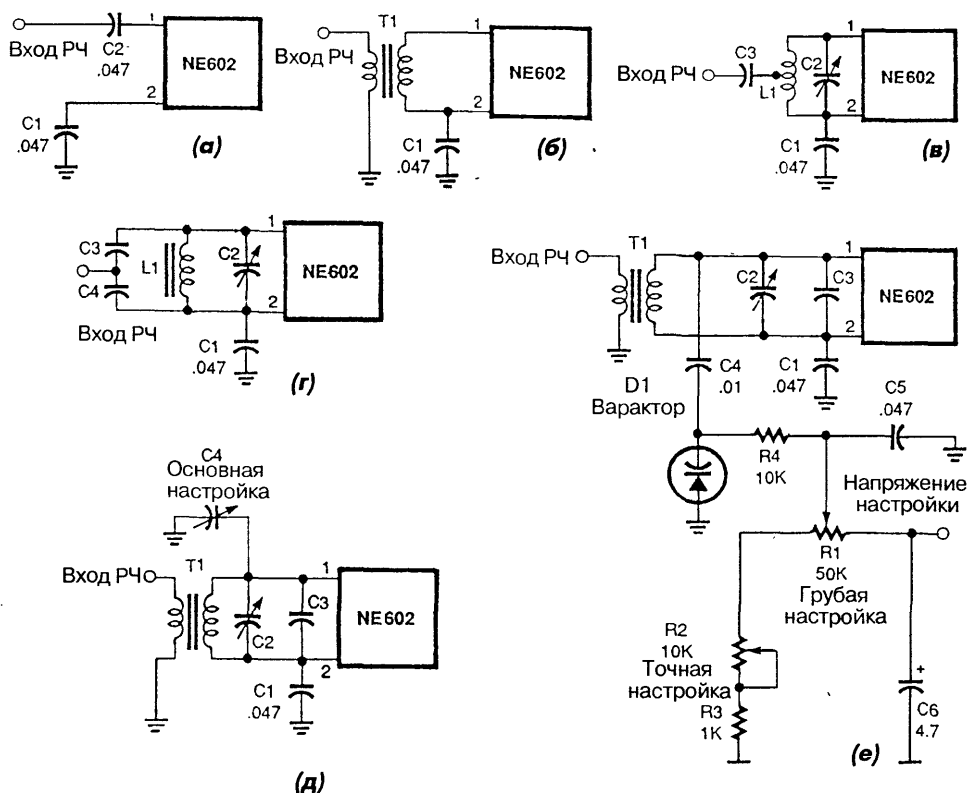 1
Вход РЧ
C2
.047
NE602
2
C1
.047
(а)
T1
1
NE602
2
C1
.047
(б)
1
C3
C2
Вход РЧ
L1
NE602
2
C1
.047
(в)
1
C3
L1
C2
NE602
C4
2
Вход РЧ
C1
.047
(г)
Вход РЧ
T1
1
C2
C3
NE602
2
C4
.01
C1
.047
D1
Варактор
C5
.047
R4
10K
Напряжение
настройки
R1
50K
Грубая
настройка
R2
10K
Точная
настройка
R3
1K
+
C6
4.7
(е)
C4
Основная
настройка
Вход РЧ
T1
1
C3
C2
NE602
2
C1
.047
(д)